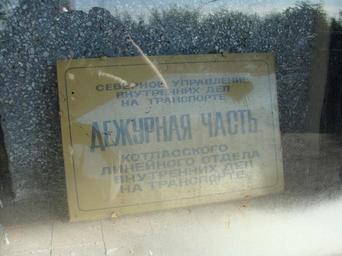 СЕВЕРНОЕ УПРАВЛЕНИЕ
ВНУТРЕННИХ ДЕЛ
НА ТРАНСПОРТЕ
ДЕЖУРНАЯ ЧАСТЬ
КОТЛАССКОГО
ЛИНЕЙНОГО ОТДЕЛА
ВНУТРЕННИХ ДЕЛ
НА ТРАНСПОРТЕ